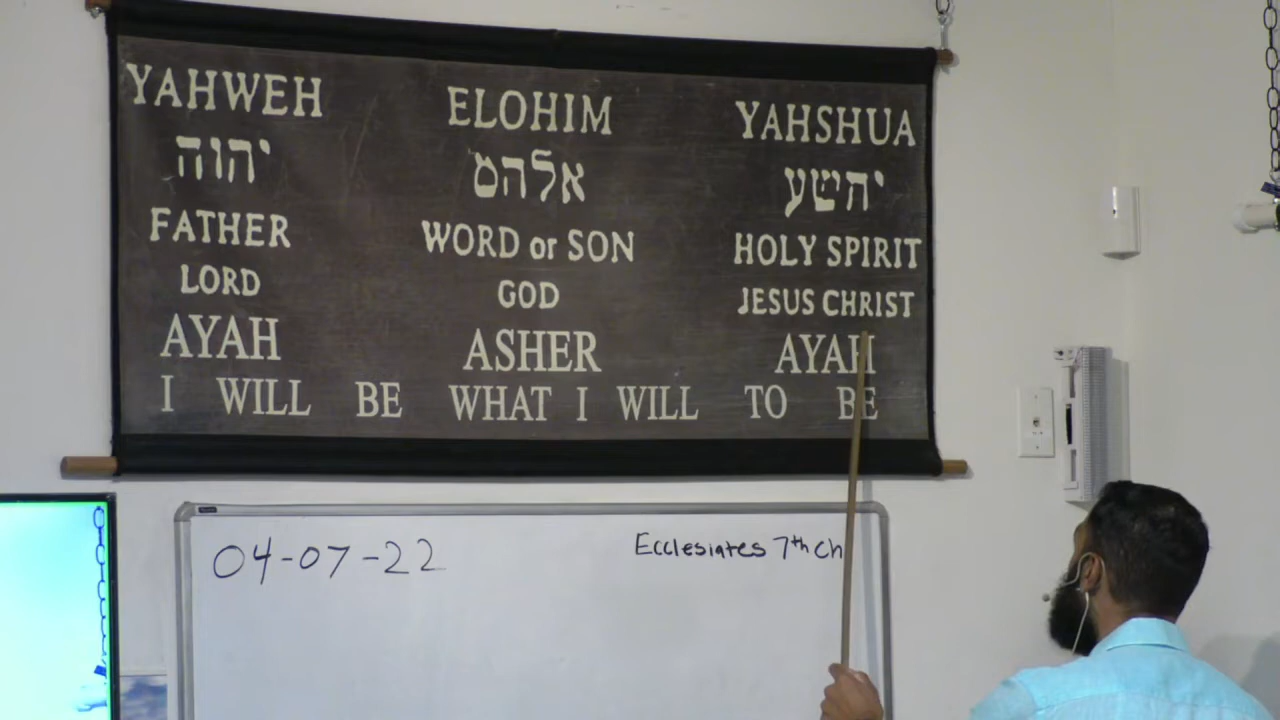 YAHWEH ELOHIM YAHSHUA
יהוה אלהם יהשע
FATHER WORD or SON HOLY SPIRIT
LORD GOD JESUS CHRIST
AYAH ASHER AYAH
I WILL BE WHAT I WILL TO BE
04-07-22 Ecclesiates 7th Ch